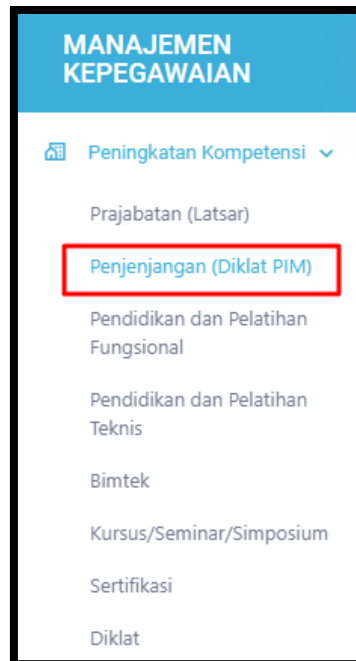 MANAJEMEN
KEPEGAWAIAN
Peningkatan Kompetensi
Prajabatan (Latsar)
Penjenjangan (Diklat PIM)
Pendidikan dan Pelatihan
Fungsional
Pendidikan dan Pelatihan
Teknis
Bimtek
Kursus/Seminar/Simposium
Sertifikasi
Diklat